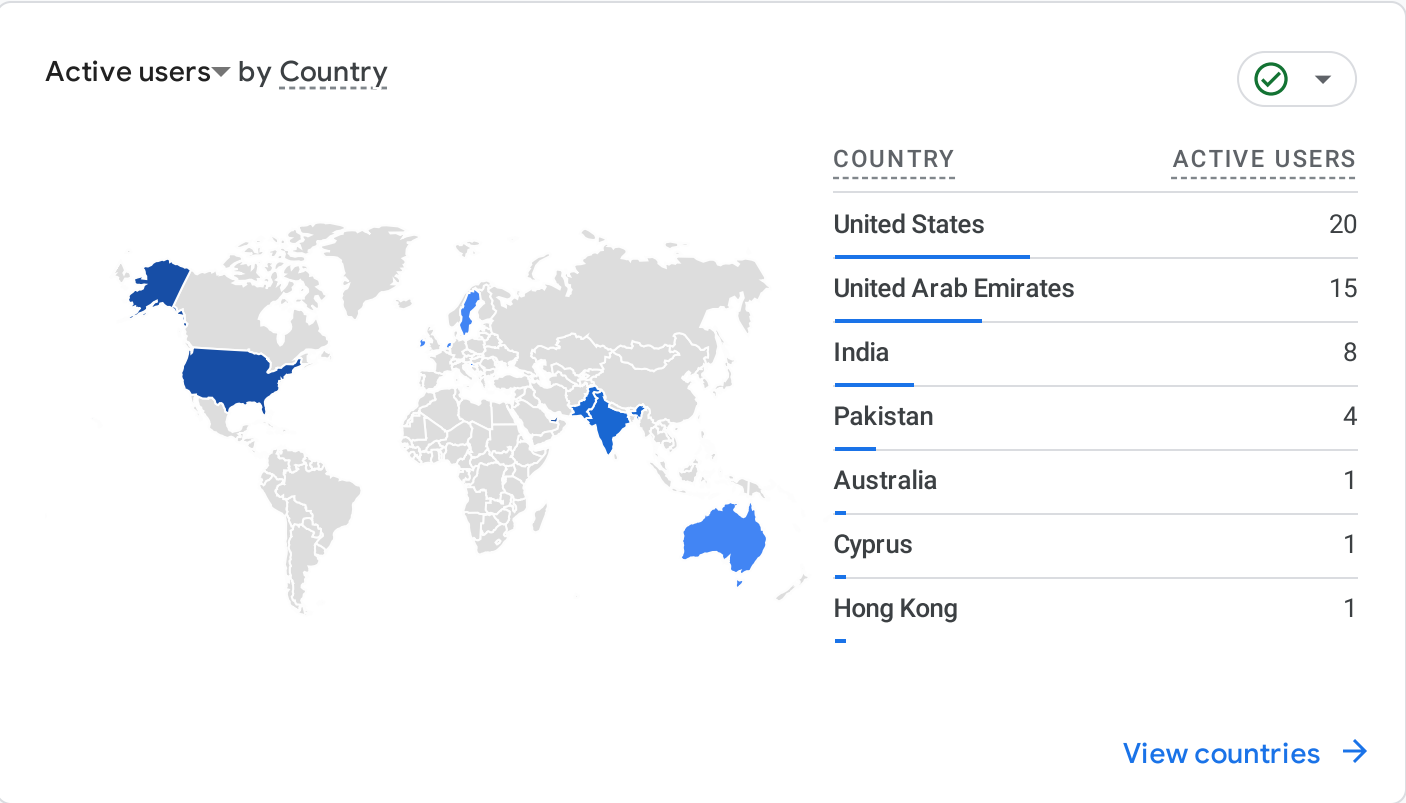 Active users by Country
COUNTRY ACTIVE USERS
United States 20
United Arab Emirates 15
India 8
Pakistan 4
Australia 1
Cyprus 1
Hong Kong 1
View countries